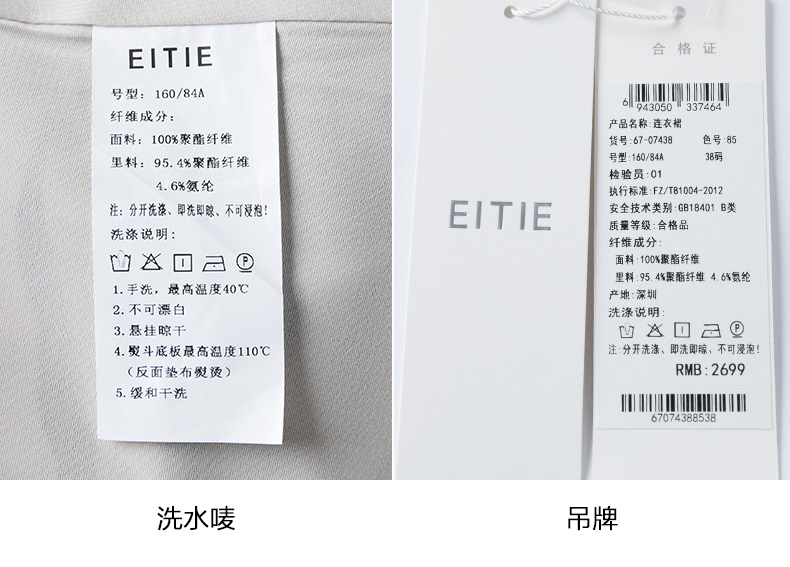 EITIE
号型: 160/84A
纤维成分:
面料: 100%聚酯纤维
里料: 95.4%聚酯纤维
4.6%氨纶
注: 分开洗涤、即洗即晾、不可浸泡!
洗涤说明:
P
1.手洗, 最高温度40℃
2.不可漂白
3.悬挂晾干
4.熨斗底板最高温度110℃
(反面垫布熨烫)
5.缓和干洗
洗水唛
EITIE
合格证
6 943050 337464
产品名称:连衣裙
货号:67-07438 色号:85
号型:160/84A 38码
检验员:01
执行标准:FZ/T81004-2012
安全技术类别:GB18401 B类
质量等级:合格品
纤维成分:
面料:100%聚酯纤维
里料:95.4%聚酯纤维 4.6%氨纶
产地:深圳
洗涤说明:
P
注:分开洗涤、即洗即晾、不可浸泡!
RMB:2699
67074388538
吊牌